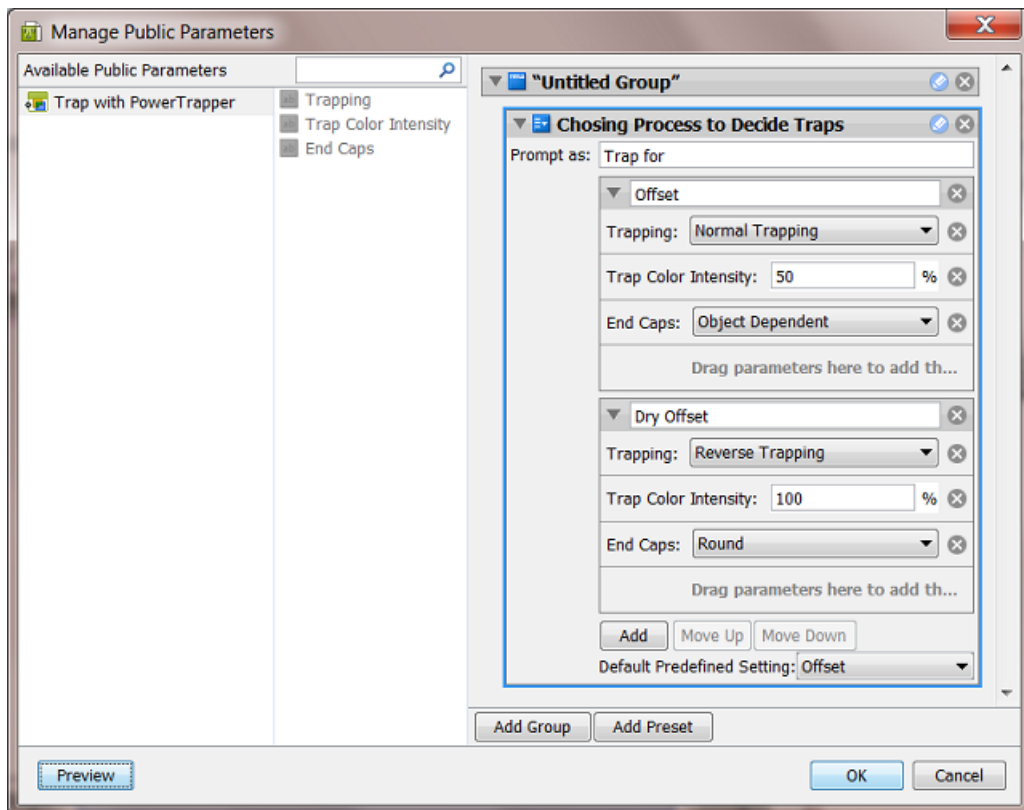 Manage Public Parameters
Available Public Parameters
Trap with PowerTrapper
Trapping
Trap Color Intensity
End Caps
"Untitled Group"
Chosing Process to Decide Traps
Prompt as: Trap for
Offset
Trapping: Normal Trapping
Trap Color Intensity: 50 %
End Caps: Object Dependent
Drag parameters here to add th...
Dry Offset
Trapping: Reverse Trapping
Trap Color Intensity: 100 %
End Caps: Round
Drag parameters here to add th...
Add Move Up Move Down
Default Predefined Setting: Offset
Add Group Add Preset
Preview OK Cancel